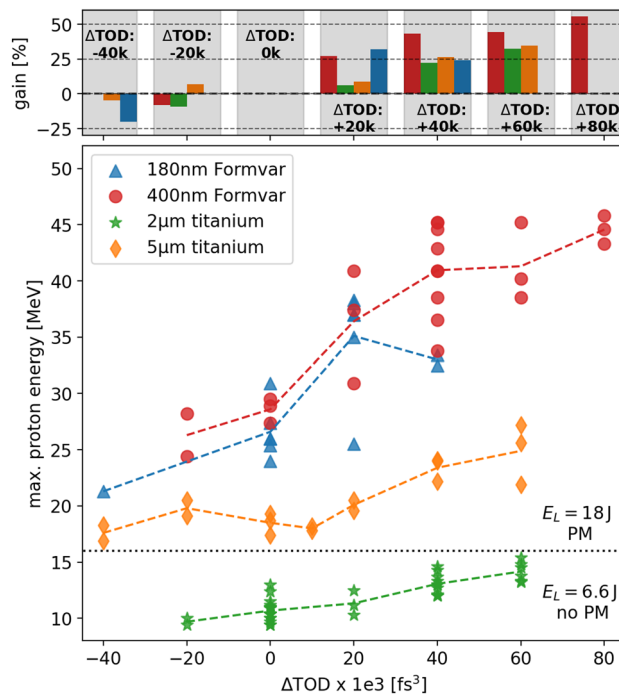 ΔTOD: ΔTOD: ΔTOD:
-40k -20k 0k
ΔTOD: ΔTOD: ΔTOD: ΔTOD:
+20k +40k +60k +80k
gain [%]
50
25
0
−25
180nm Formvar
400nm Formvar
2μm titanium
5μm titanium
max. proton energy [MeV]
50
45
40
35
30
25
20
15
10
E_L = 18 J
PM
E_L = 6.6 J
no PM
−40 −20 0 20 40 60 80
ΔTOD x 1e3 [fs³]